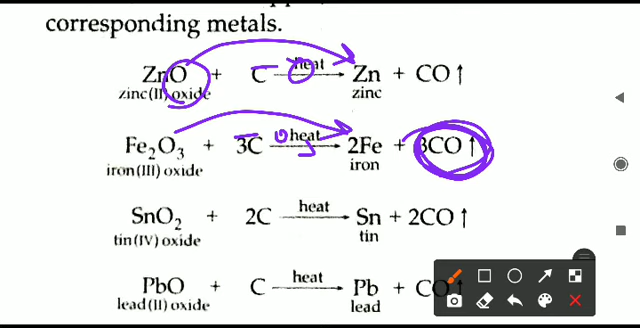 corresponding metals.
ZnO + C heat → Zn + CO ↑
zinc(II) oxide zinc
Fe₂O₃ + 3C heat → 2Fe + 3CO ↑
iron(III) oxide iron
SnO₂ + 2C heat → Sn + 2CO ↑
tin(IV) oxide tin
PbO + C heat → Pb + CO ↑
lead(II) oxide lead